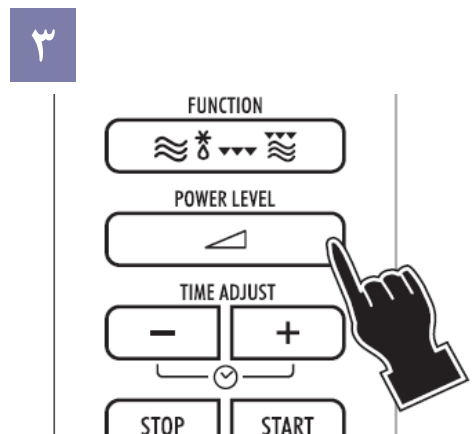 ٣
FUNCTION
POWER LEVEL
TIME ADJUST
− +
STOP START